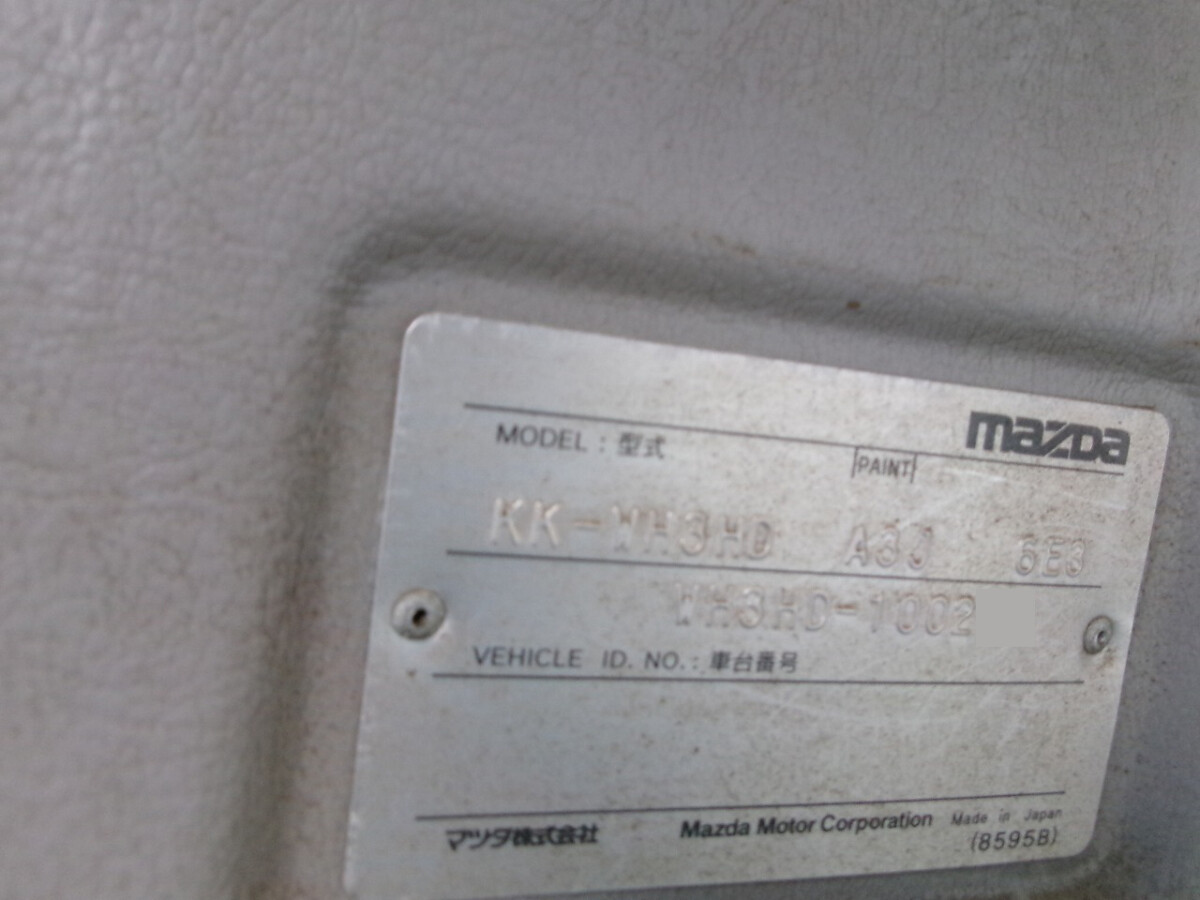 mazda
MODEL : 型式
PAINT
KK-WH3HD A3J 6E3
WH3HD-1002
VEHICLE ID. NO. : 車台番号
マツダ株式会社 Mazda Motor Corporation Made in Japan
(8595B)